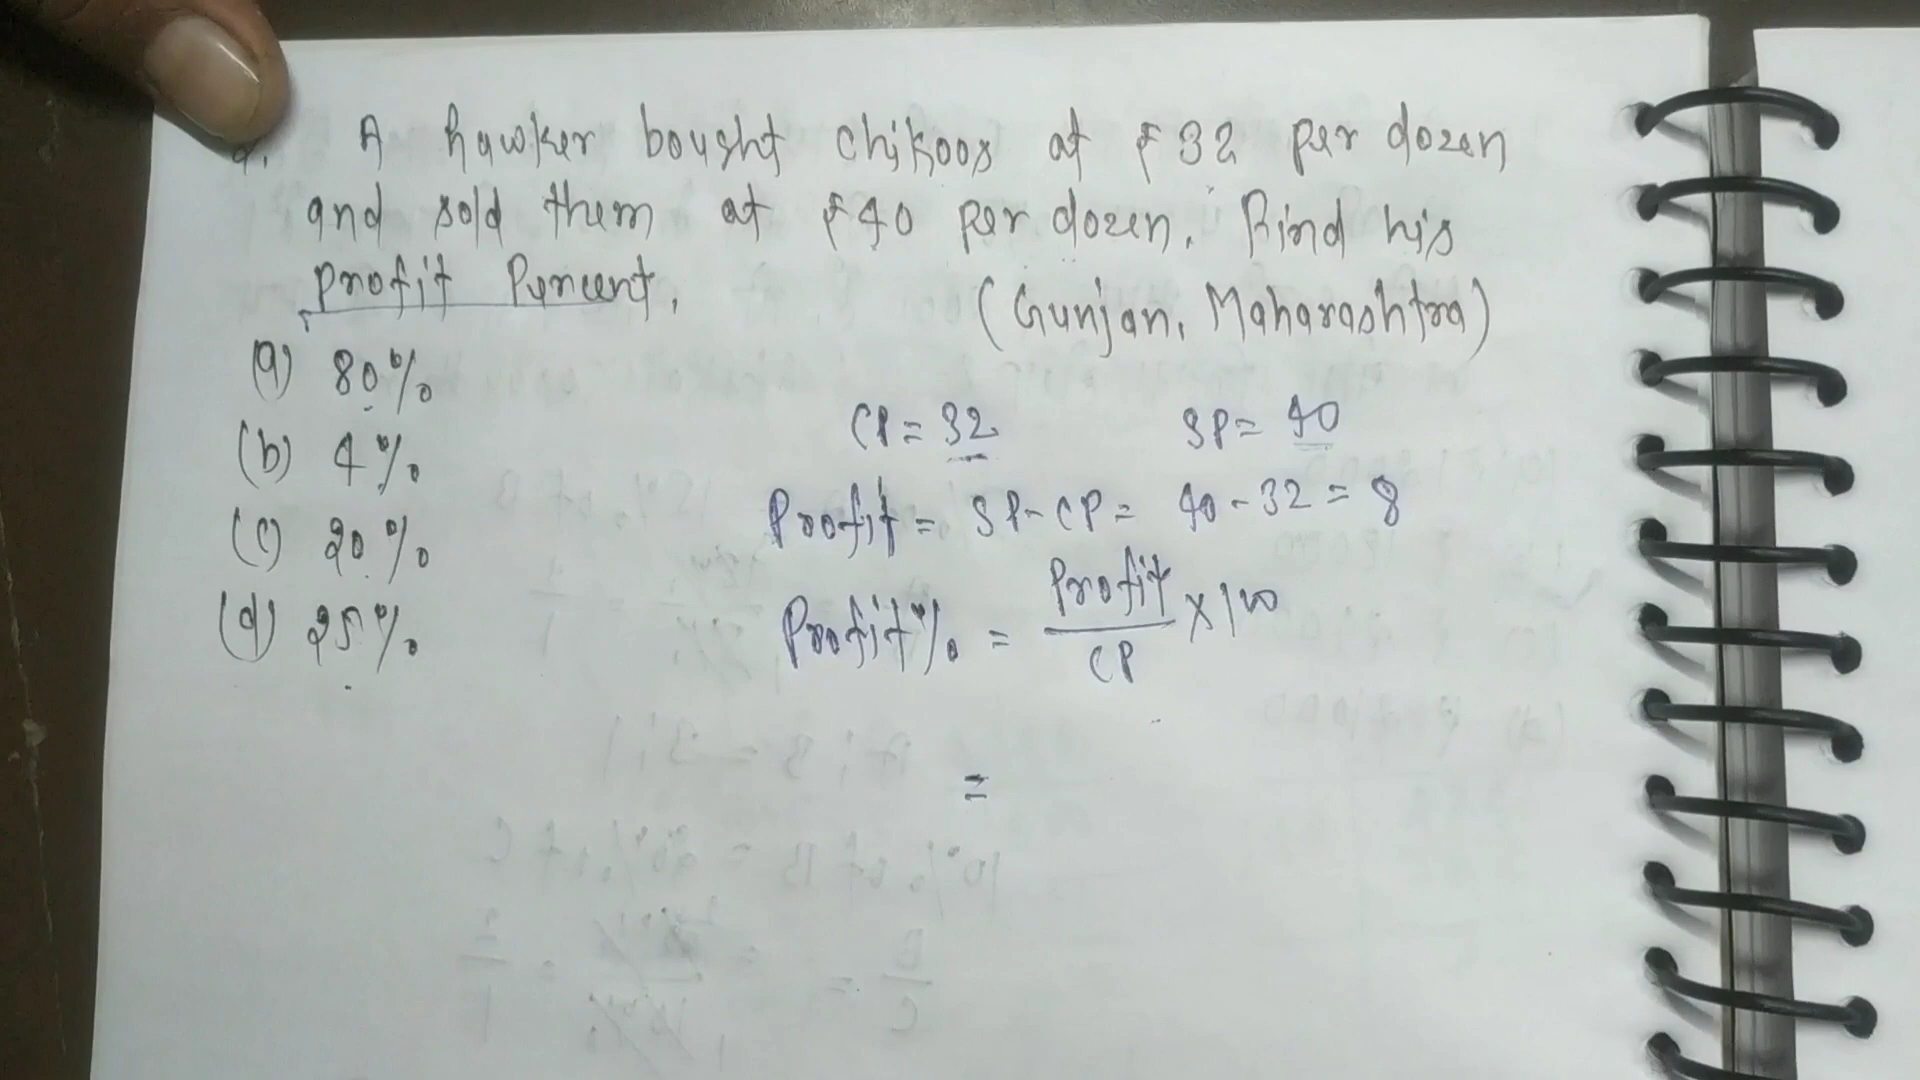 Q. A hawker bought chikoos at ₹32 per dozen
and sold them at ₹40 per dozen. Find his
Profit Percent.
(Gunjan, Maharashtra)
(a) 80%
(b) 4%
(c) 20%
(d) 25%
CP = 32 SP = 40
Profit = SP - CP = 40 - 32 = 8
Profit% = Profit/CP × 100
=